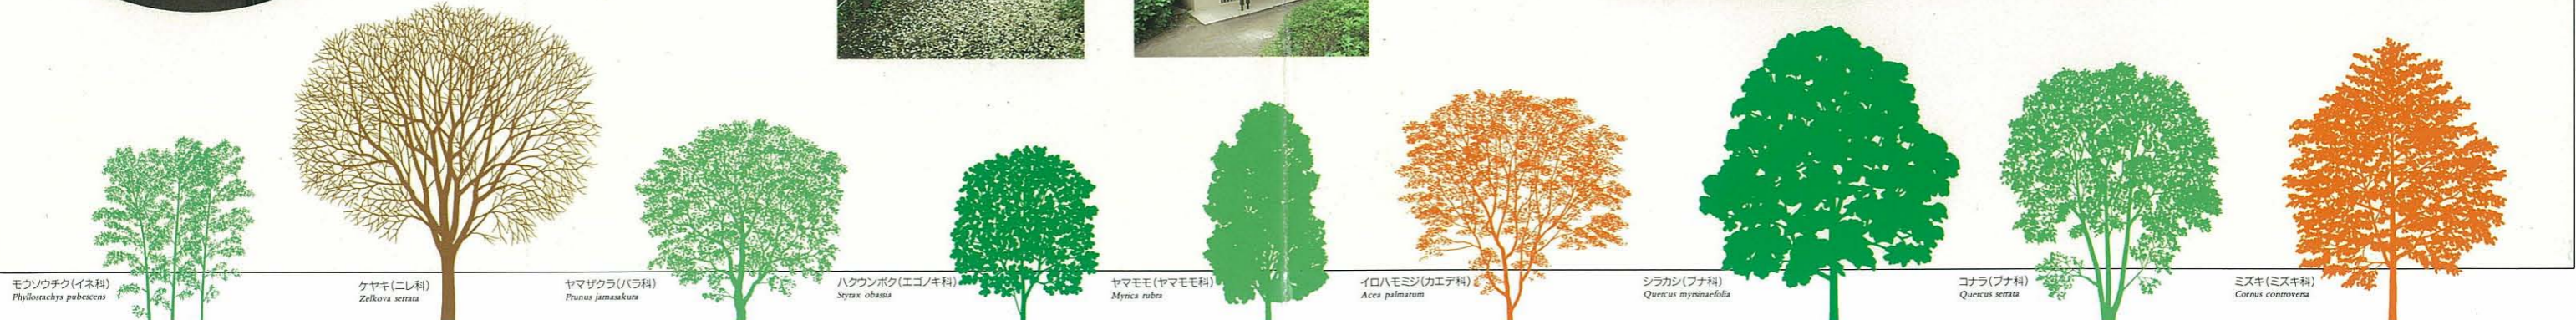 モウソウチク(イネ科)
Phyllostachys pubescens
ケヤキ(ニレ科)
Zelkova serrata
ヤマザクラ(バラ科)
Prunus jamasakura
ハクウンボク(エゴノキ科)
Styrax obassia
ヤマモモ(ヤマモモ科)
Myrica rubra
イロハモミジ(カエデ科)
Acea palmatum
シラカシ(ブナ科)
Quercus myrsinaefolia
コナラ(ブナ科)
Quercus serrata
ミズキ(ミズキ科)
Cornus controversa